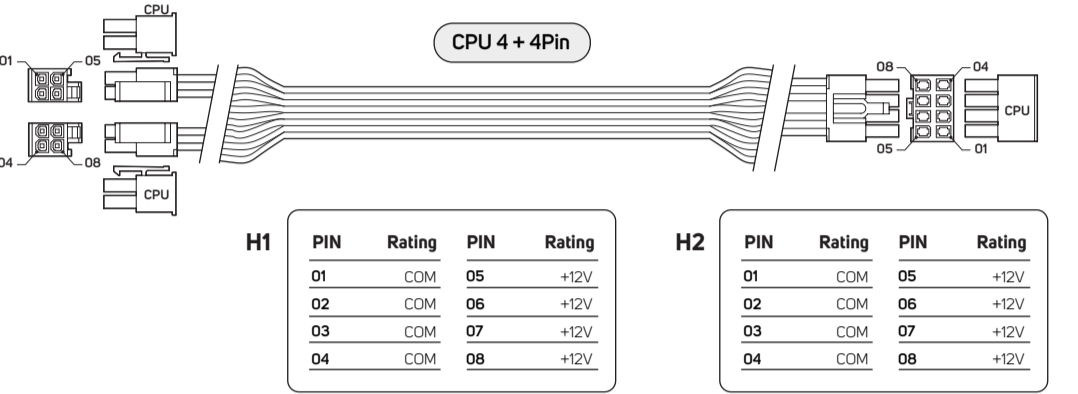 CPU
CPU 4 + 4Pin
01 05
08 04
CPU
04 08
05 01
CPU
H1
PIN Rating PIN Rating
01 COM 05 +12V
02 COM 06 +12V
03 COM 07 +12V
04 COM 08 +12V
H2
PIN Rating PIN Rating
01 COM 05 +12V
02 COM 06 +12V
03 COM 07 +12V
04 COM 08 +12V